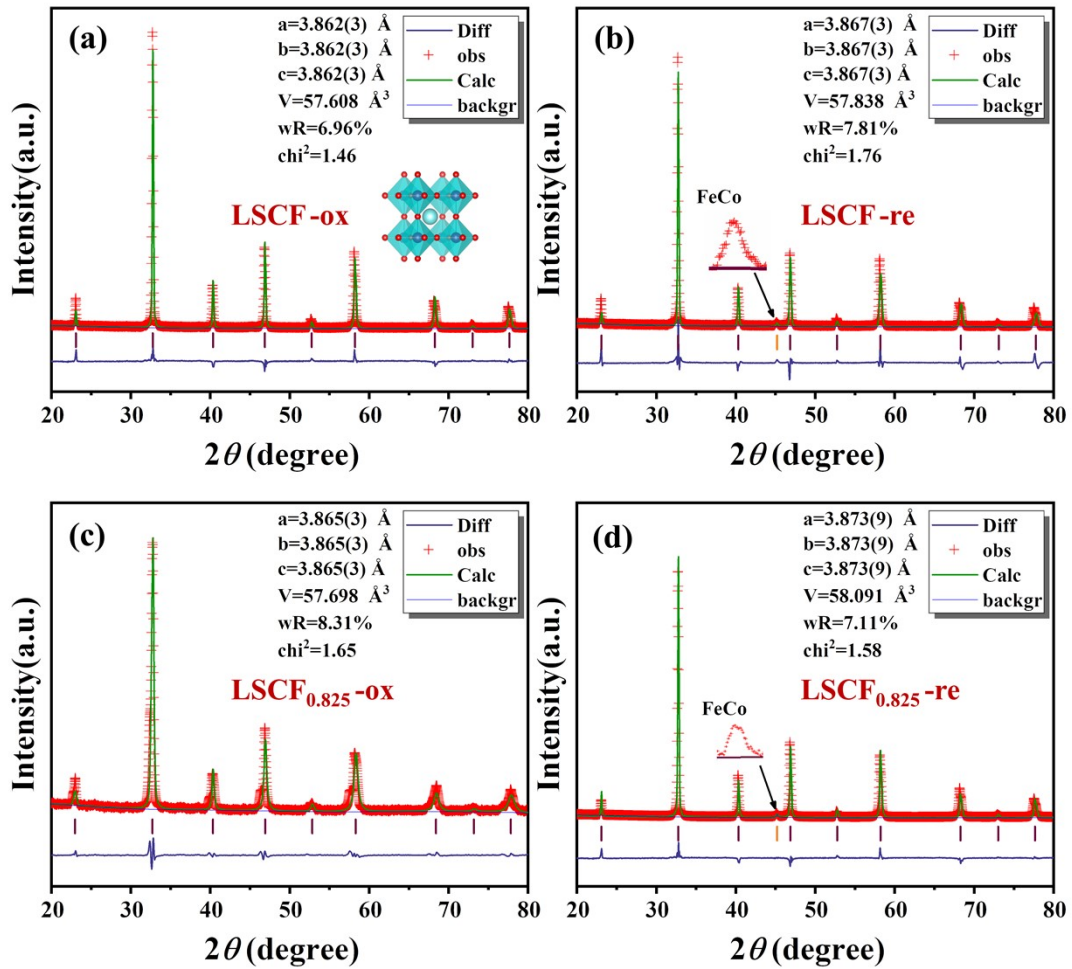 (a)
a=3.862(3) Å
b=3.862(3) Å
c=3.862(3) Å
V=57.608 Å³
wR=6.96%
chi²=1.46
Diff
obs
Calc
backgr
LSCF-ox
Intensity(a.u.)
20 30 40 50 60 70 80
2θ (degree)
(b)
a=3.867(3) Å
b=3.867(3) Å
c=3.867(3) Å
V=57.838 Å³
wR=7.81%
chi²=1.76
Diff
obs
Calc
backgr
FeCo
LSCF-re
Intensity(a.u.)
20 30 40 50 60 70 80
2θ (degree)
(c)
a=3.865(3) Å
b=3.865(3) Å
c=3.865(3) Å
V=57.698 Å³
wR=8.31%
chi²=1.65
Diff
obs
Calc
backgr
LSCF₀.₈₂₅-ox
Intensity(a.u.)
20 30 40 50 60 70 80
2θ (degree)
(d)
a=3.873(9) Å
b=3.873(9) Å
c=3.873(9) Å
V=58.091 Å³
wR=7.11%
chi²=1.58
Diff
obs
Calc
backgr
FeCo
LSCF₀.₈₂₅-re
Intensity(a.u.)
20 30 40 50 60 70 80
2θ (degree)